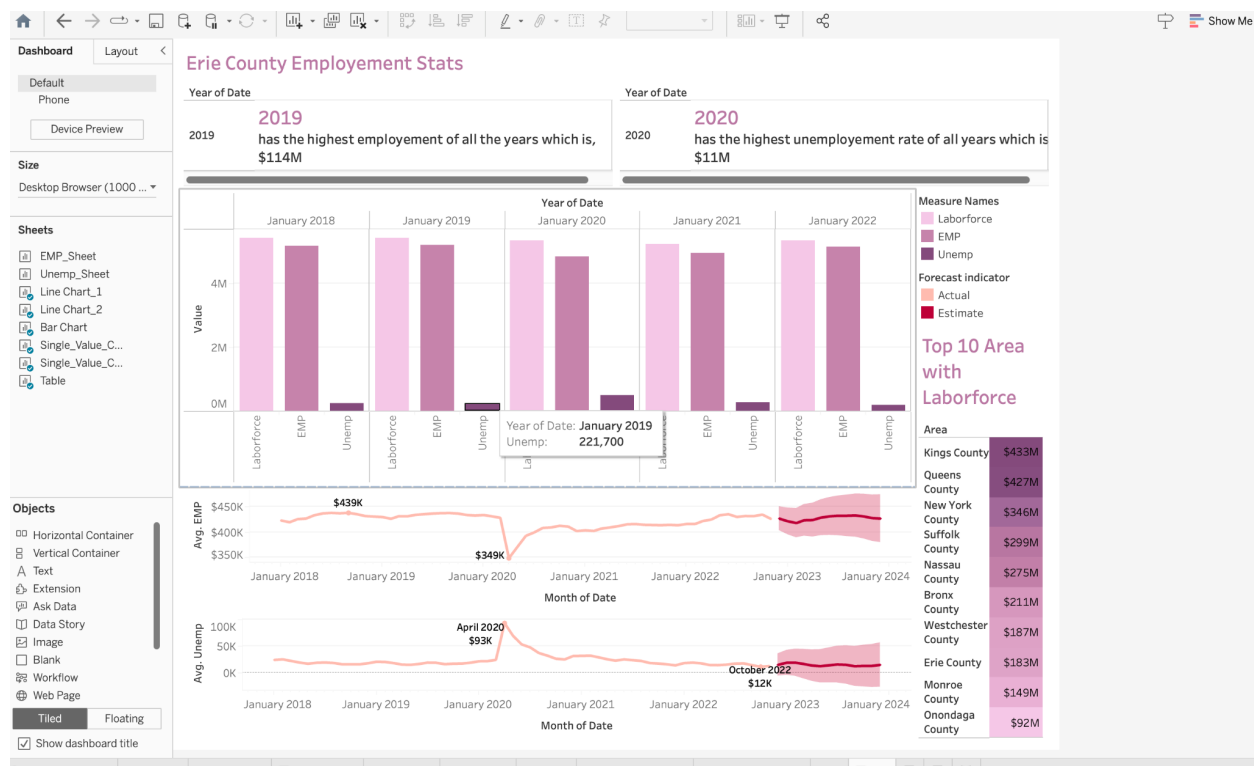 Show Me
Dashboard
Layout
Default
Phone
Device Preview
Size
Desktop Browser (1000 ...
Sheets
EMP_Sheet
Unemp_Sheet
Line Chart_1
Line Chart_2
Bar Chart
Single_Value_C...
Single_Value_C...
Table
Objects
Horizontal Container
Vertical Container
Text
Extension
Ask Data
Data Story
Image
Blank
Workflow
Web Page
Tiled
Floating
Show dashboard title
Erie County Employement Stats
Year of Date
2019
2019
has the highest employement of all the years which is,
$114M
Year of Date
2020
2020
has the highest unemployement rate of all years which is
$11M
Year of Date
January 2018
January 2019
January 2020
January 2021
January 2022
Value
4M
2M
0M
Laborforce
EMP
Unemp
Laborforce
EMP
Unemp
EMP
Unemp
Laborforce
EMP
Unemp
Year of Date: January 2019
Unemp: 221,700
Avg. EMP
$450K
$400K
$350K
$439K
$349K
January 2018
January 2019
January 2020
January 2021
January 2022
January 2023
January 2024
Month of Date
Avg. Unemp
100K
50K
0K
April 2020
$93K
October 2022
$12K
January 2018
January 2019
January 2020
January 2021
January 2022
January 2023
January 2024
Month of Date
Measure Names
Laborforce
EMP
Unemp
Forecast indicator
Actual
Estimate
Top 10 Area
with
Laborforce
Area
Kings County $433M
Queens
County $427M
New York
County $346M
Suffolk
County $299M
Nassau
County $275M
Bronx
County $211M
Westchester
County $187M
Erie County $183M
Monroe
County $149M
Onondaga
County $92M